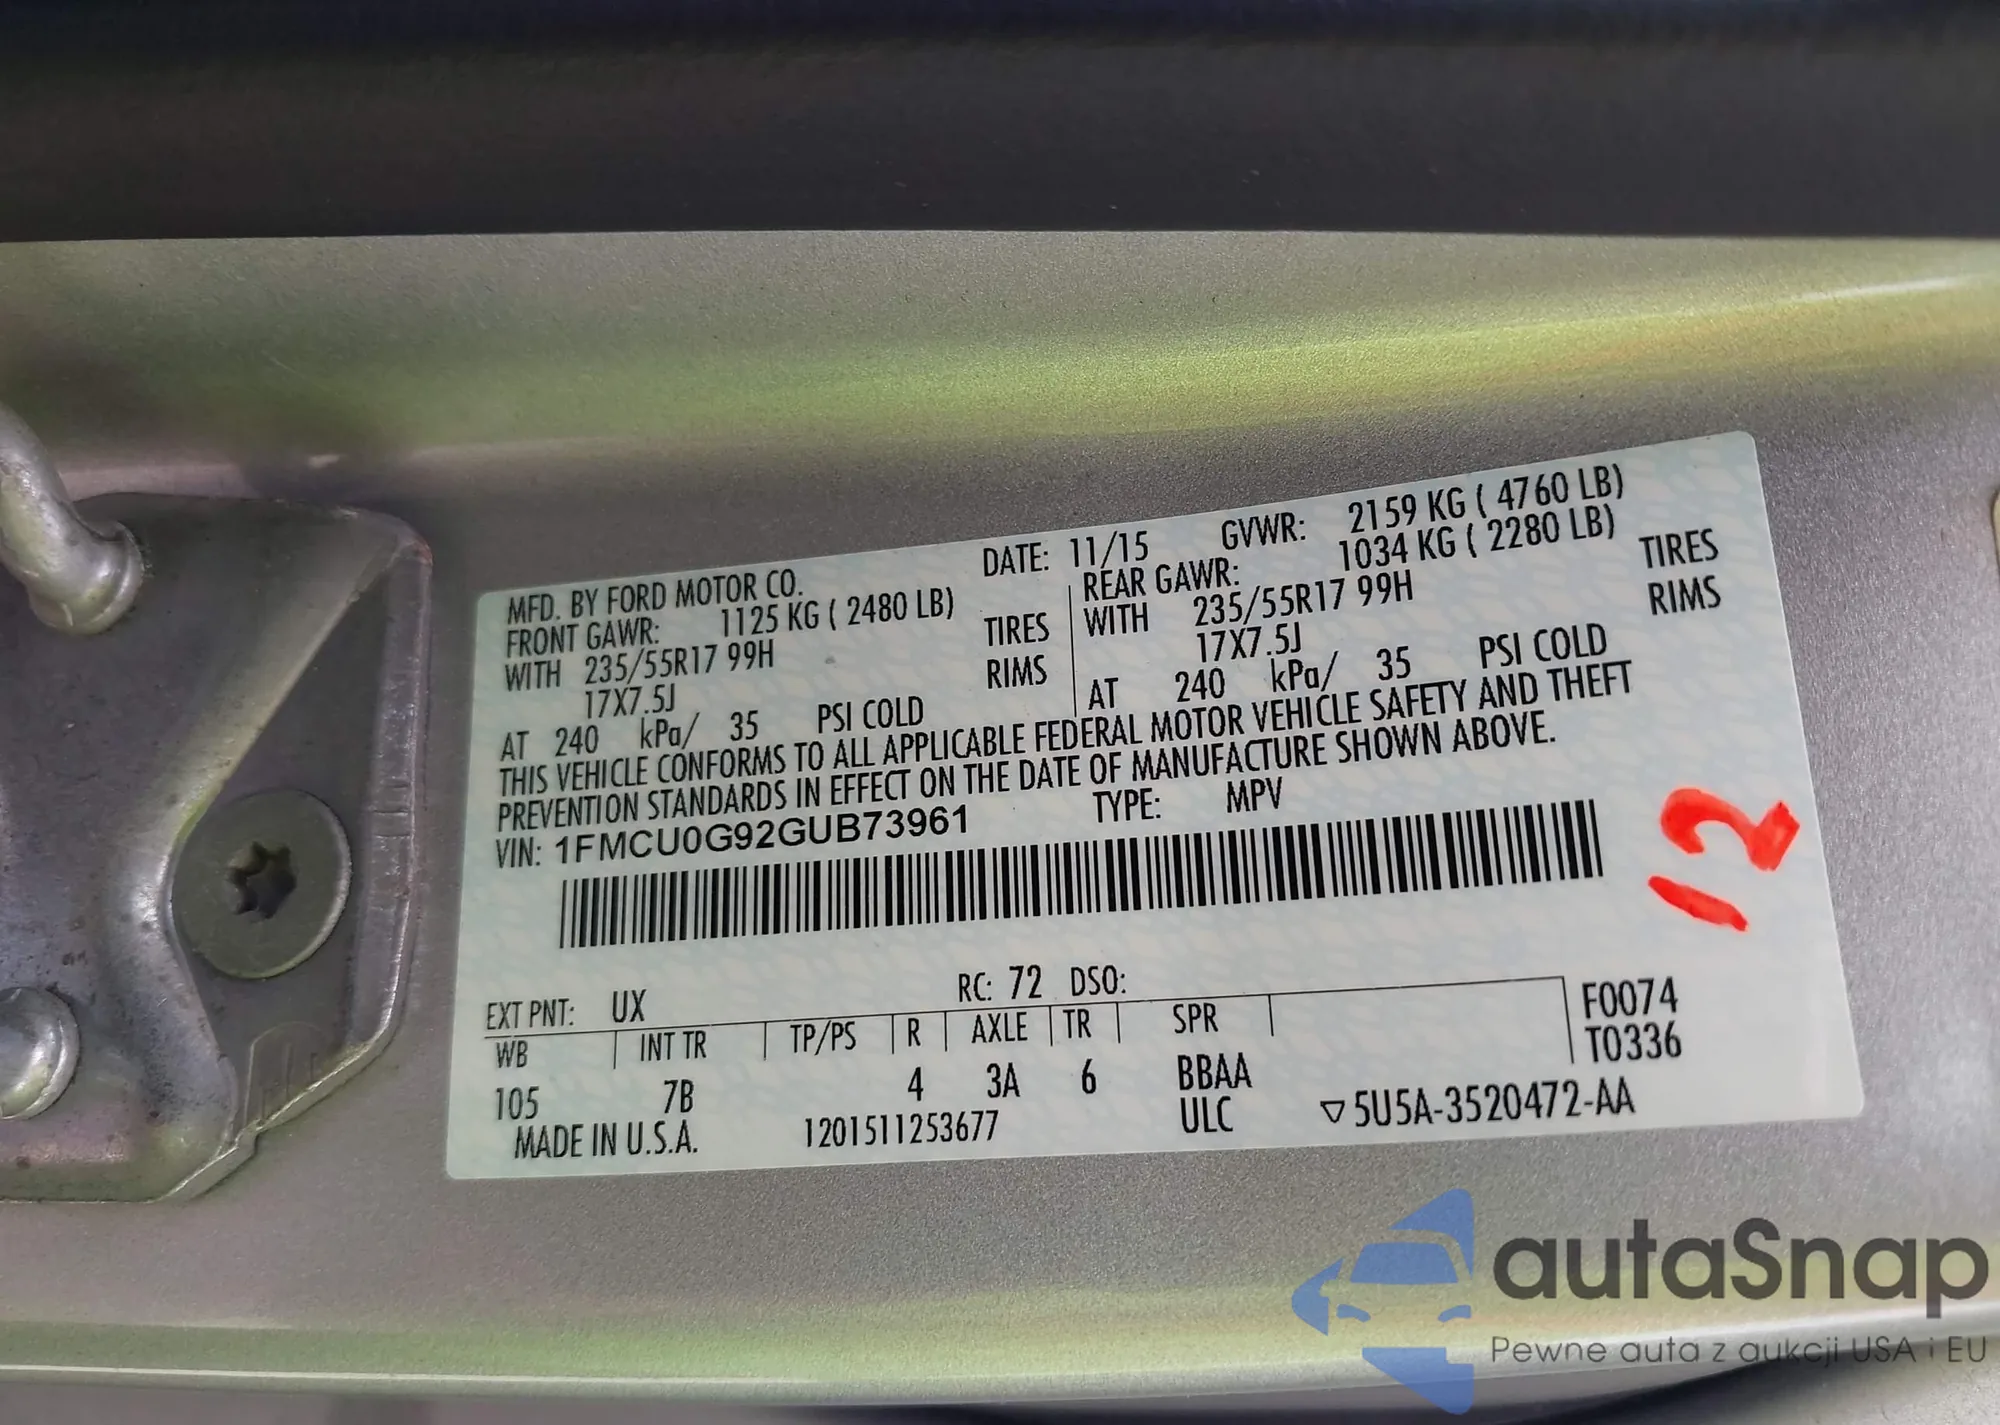 MFD. BY FORD MOTOR CO. DATE: 11/15 GVWR: 2159 KG ( 4760 LB)
FRONT GAWR: 1125 KG ( 2480 LB) REAR GAWR: 1034 KG ( 2280 LB)
WITH 235/55R17 99H TIRES WITH 235/55R17 99H TIRES
17X7.5J RIMS 17X7.5J RIMS
AT 240 kPa/ 35 PSI COLD AT 240 kPa/ 35 PSI COLD
THIS VEHICLE CONFORMS TO ALL APPLICABLE FEDERAL MOTOR VEHICLE SAFETY AND THEFT
PREVENTION STANDARDS IN EFFECT ON THE DATE OF MANUFACTURE SHOWN ABOVE.
VIN: 1FMCU0G92GUB73961 TYPE: MPV
12
EXT PNT: UX RC: 72 DSO: F0074
WB INT TR TP/PS R AXLE TR SPR T0336
105 7B 4 3A 6 BBAA
MADE IN U.S.A. 1201511253677 ULC ▽5U5A-3520472-AA
autaSnap
Pewne auta z aukcji USA i EU